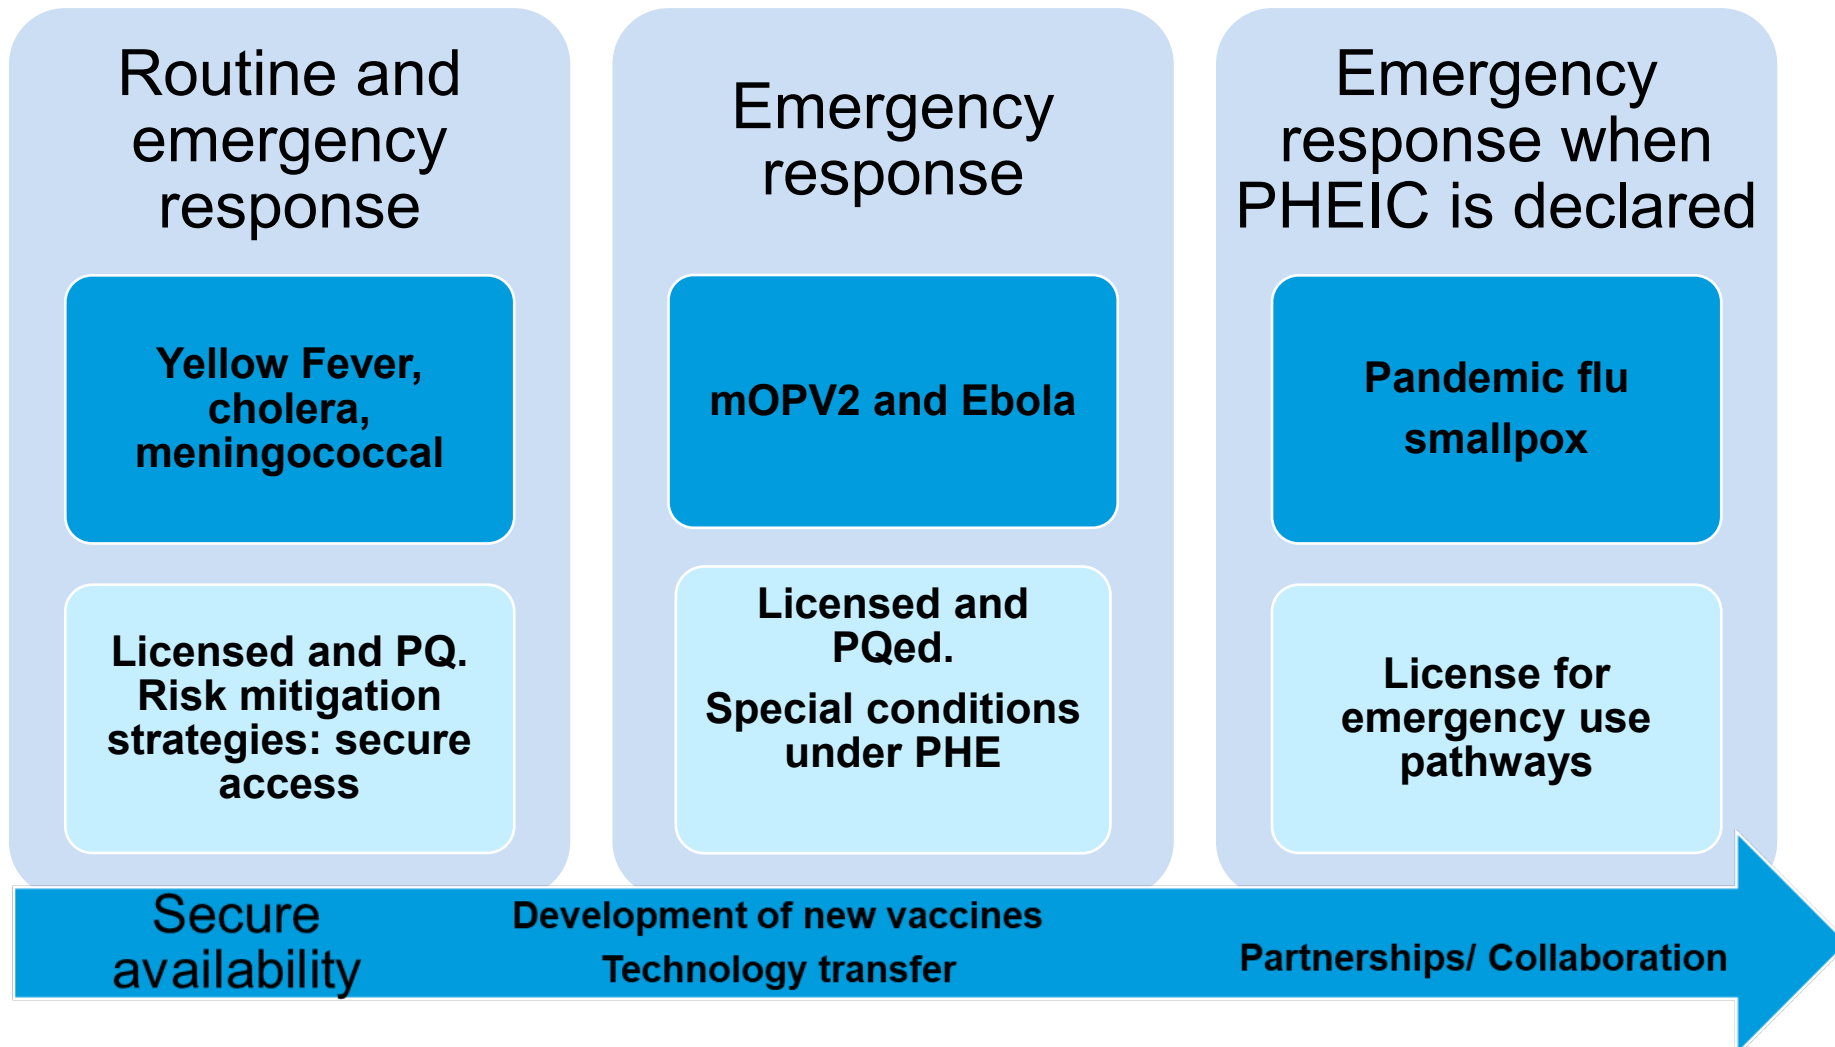 Routine and
emergency
response
Yellow Fever,
cholera,
meningococcal
Licensed and PQ.
Risk mitigation
strategies: secure
access
Emergency
response
mOPV2 and Ebola
Licensed and
PQed.
Special conditions
under PHE
Emergency
response when
PHEIC is declared
Pandemic flu
smallpox
License for
emergency use
pathways
Secure
availability
Development of new vaccines
Technology transfer
Partnerships/ Collaboration